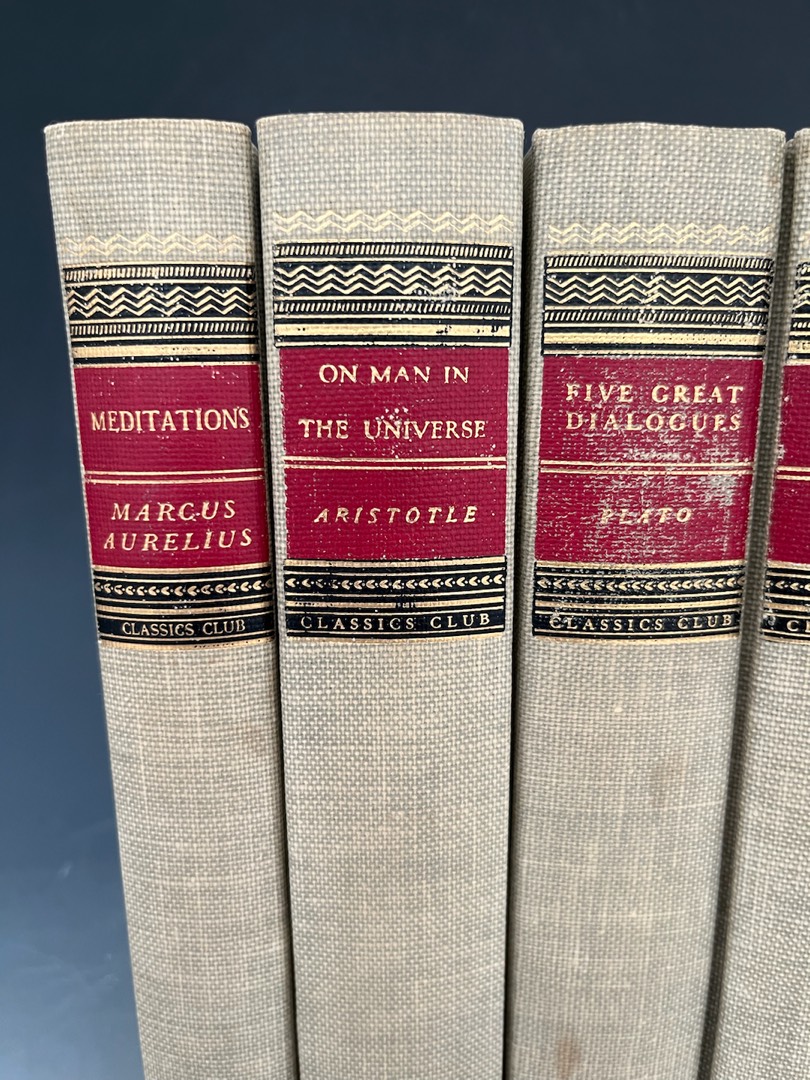 MEDITATIONS
MARCUS
AURELIUS
CLASSICS CLUB
ON MAN IN
THE UNIVERSE
ARISTOTLE
CLASSICS CLUB
FIVE GREAT
DIALOGUES
PLATO
CLASSICS CLUB
CL